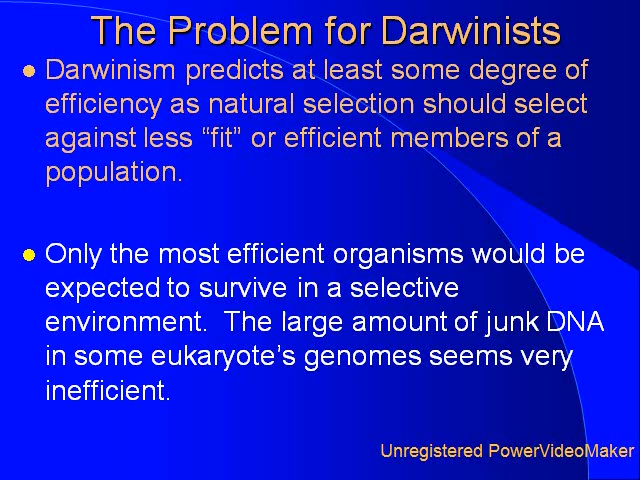 The Problem for Darwinists
Darwinism predicts at least some degree of
efficiency as natural selection should select
against less “fit” or efficient members of a
population.
Only the most efficient organisms would be
expected to survive in a selective
environment.  The large amount of junk DNA
in some eukaryote’s genomes seems very
inefficient.
Unregistered PowerVideoMaker